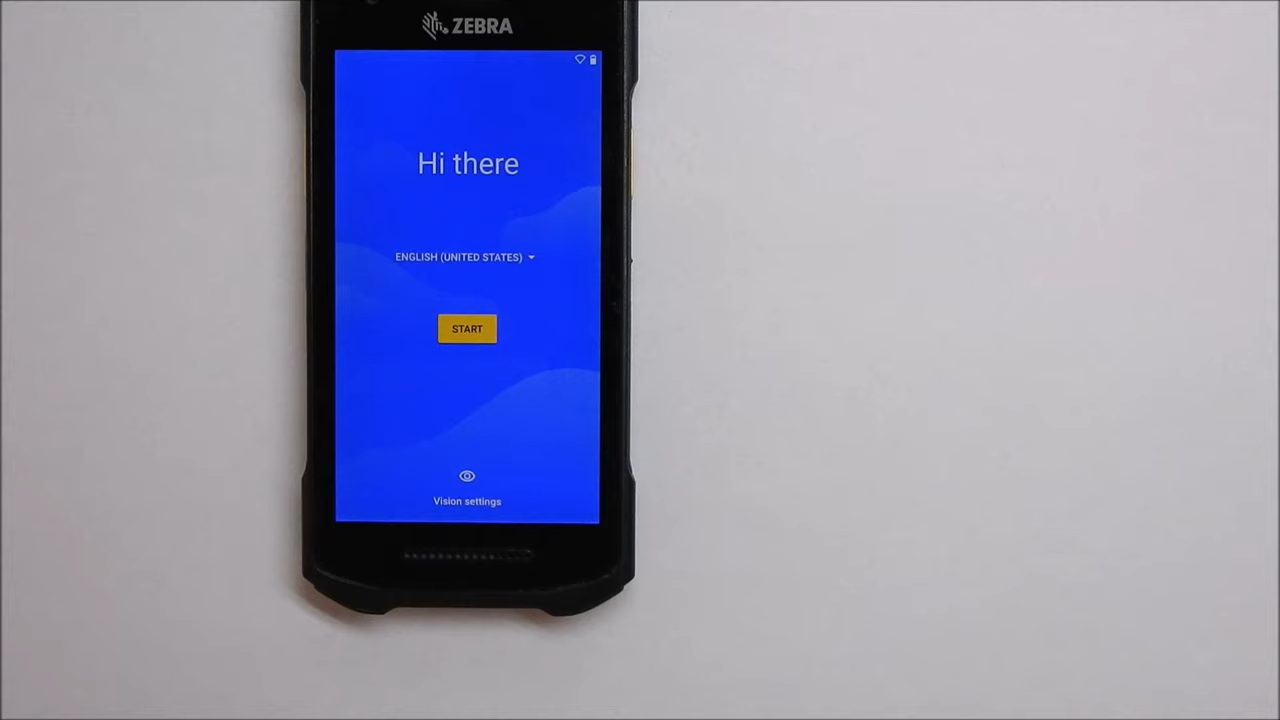 ZEBRA
Hi there
ENGLISH (UNITED STATES)
START
Vision settings